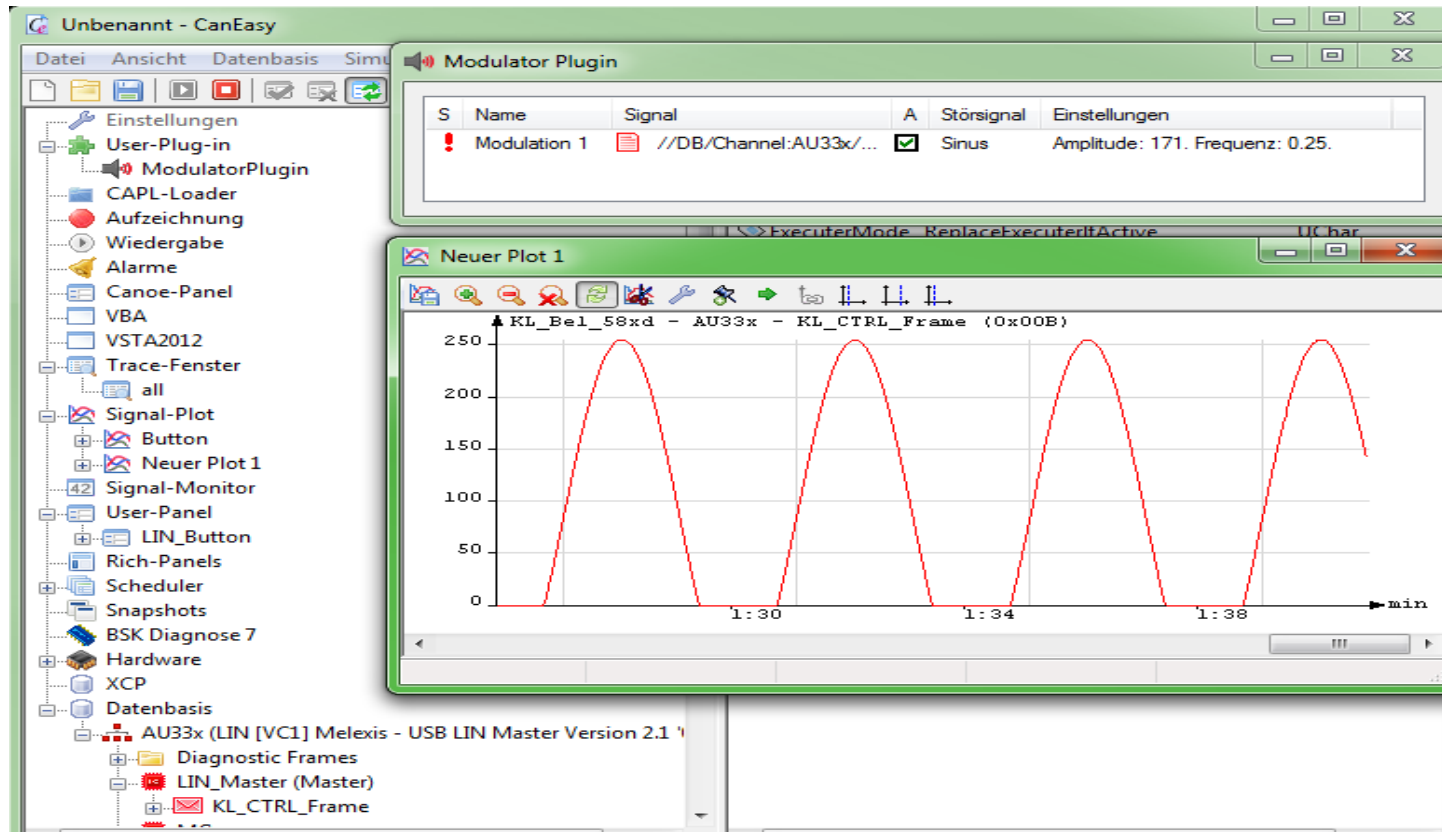 Unbenannt - CanEasy
Datei Ansicht Datenbasis Simu
Modulator Plugin
S Name Signal A Störsignal Einstellungen
Modulation 1 //DB/Channel:AU33x/... Sinus Amplitude: 171. Frequenz: 0.25.
Einstellungen
User-Plug-in
ModulatorPlugin
CAPL-Loader
Aufzeichnung
Wiedergabe
Alarme
Canoe-Panel
VBA
VSTA2012
Trace-Fenster
all
Signal-Plot
Button
Neuer Plot 1
42 Signal-Monitor
User-Panel
LIN_Button
Rich-Panels
Scheduler
Snapshots
BSK Diagnose 7
Hardware
XCP
Datenbasis
AU33x (LIN [VC1] Melexis - USB LIN Master Version 2.1
Diagnostic Frames
LIN_Master (Master)
KL_CTRL_Frame
ExecuterMode ReplaceExecuterItActive UChar
Neuer Plot 1
KL_Bel_58xd - AU33x - KL_CTRL_Frame (0x00B)
250
200
150
100
50
0
1:30 1:34 1:38 min